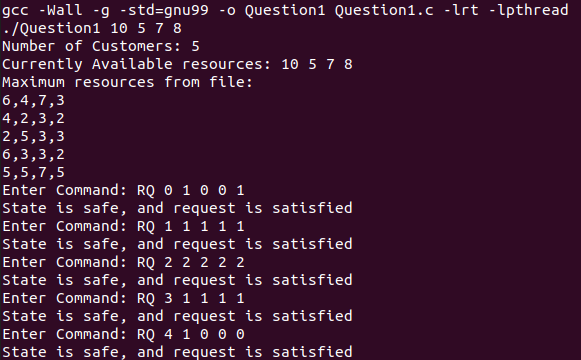 gcc -Wall -g -std=gnu99 -o Question1 Question1.c -lrt -lpthread
./Question1 10 5 7 8
Number of Customers: 5
Currently Available resources: 10 5 7 8
Maximum resources from file:
6,4,7,3
4,2,3,2
2,5,3,3
6,3,3,2
5,5,7,5
Enter Command: RQ 0 1 0 0 1
State is safe, and request is satisfied
Enter Command: RQ 1 1 1 1 1
State is safe, and request is satisfied
Enter Command: RQ 2 2 2 2 2
State is safe, and request is satisfied
Enter Command: RQ 3 1 1 1 1
State is safe, and request is satisfied
Enter Command: RQ 4 1 0 0 0
State is safe, and request is satisfied